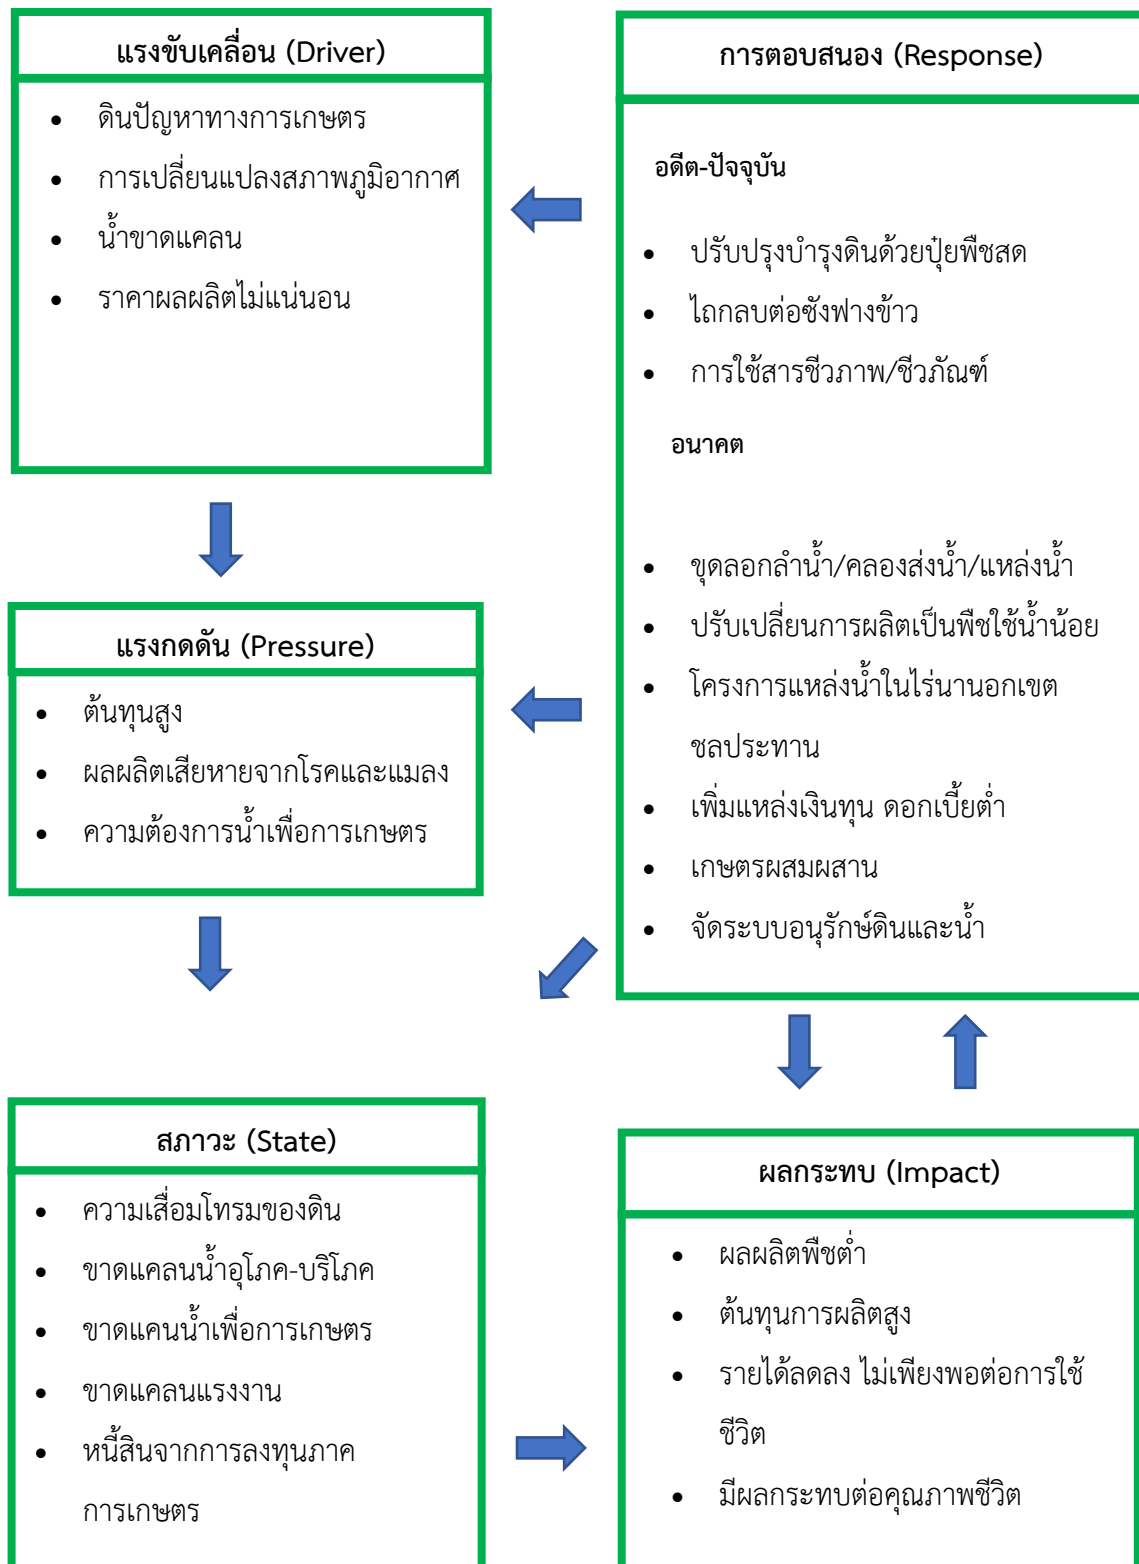 แรงขับเคลื่อน (Driver)
• ดินปัญหาทางการเกษตร
• การเปลี่ยนแปลงสภาพภูมิอากาศ
• น้ำขาดแคลน
• ราคาผลผลิตไม่แน่นอน
การตอบสนอง (Response)
อดีต-ปัจจุบัน
• ปรับปรุงบำรุงดินด้วยปุ๋ยพืชสด
• ไถกลบต่อซังฟางข้าว
• การใช้สารชีวภาพ/ชีวภัณฑ์
อนาคต
• ขุดลอกลำน้ำ/คลองส่งน้ำ/แหล่งน้ำ
• ปรับเปลี่ยนการผลิตเป็นพืชใช้น้ำน้อย
• โครงการแหล่งน้ำในไร่นานอกเขต
ชลประทาน
• เพิ่มแหล่งเงินทุน ดอกเบี้ยต่ำ
• เกษตรผสมผสาน
• จัดระบบอนุรักษ์ดินและน้ำ
แรงกดดัน (Pressure)
• ต้นทุนสูง
• ผลผลิตเสียหายจากโรคและแมลง
• ความต้องการน้ำเพื่อการเกษตร
สภาวะ (State)
• ความเสื่อมโทรมของดิน
• ขาดแคลนน้ำอุโภค-บริโภค
• ขาดแคนน้ำเพื่อการเกษตร
• ขาดแคลนแรงงาน
• หนี้สินจากการลงทุนภาค
การเกษตร
ผลกระทบ (Impact)
• ผลผลิตพืชต่ำ
• ต้นทุนการผลิตสูง
• รายได้ลดลง ไม่เพียงพอต่อการใช้
ชีวิต
• มีผลกระทบต่อคุณภาพชีวิต